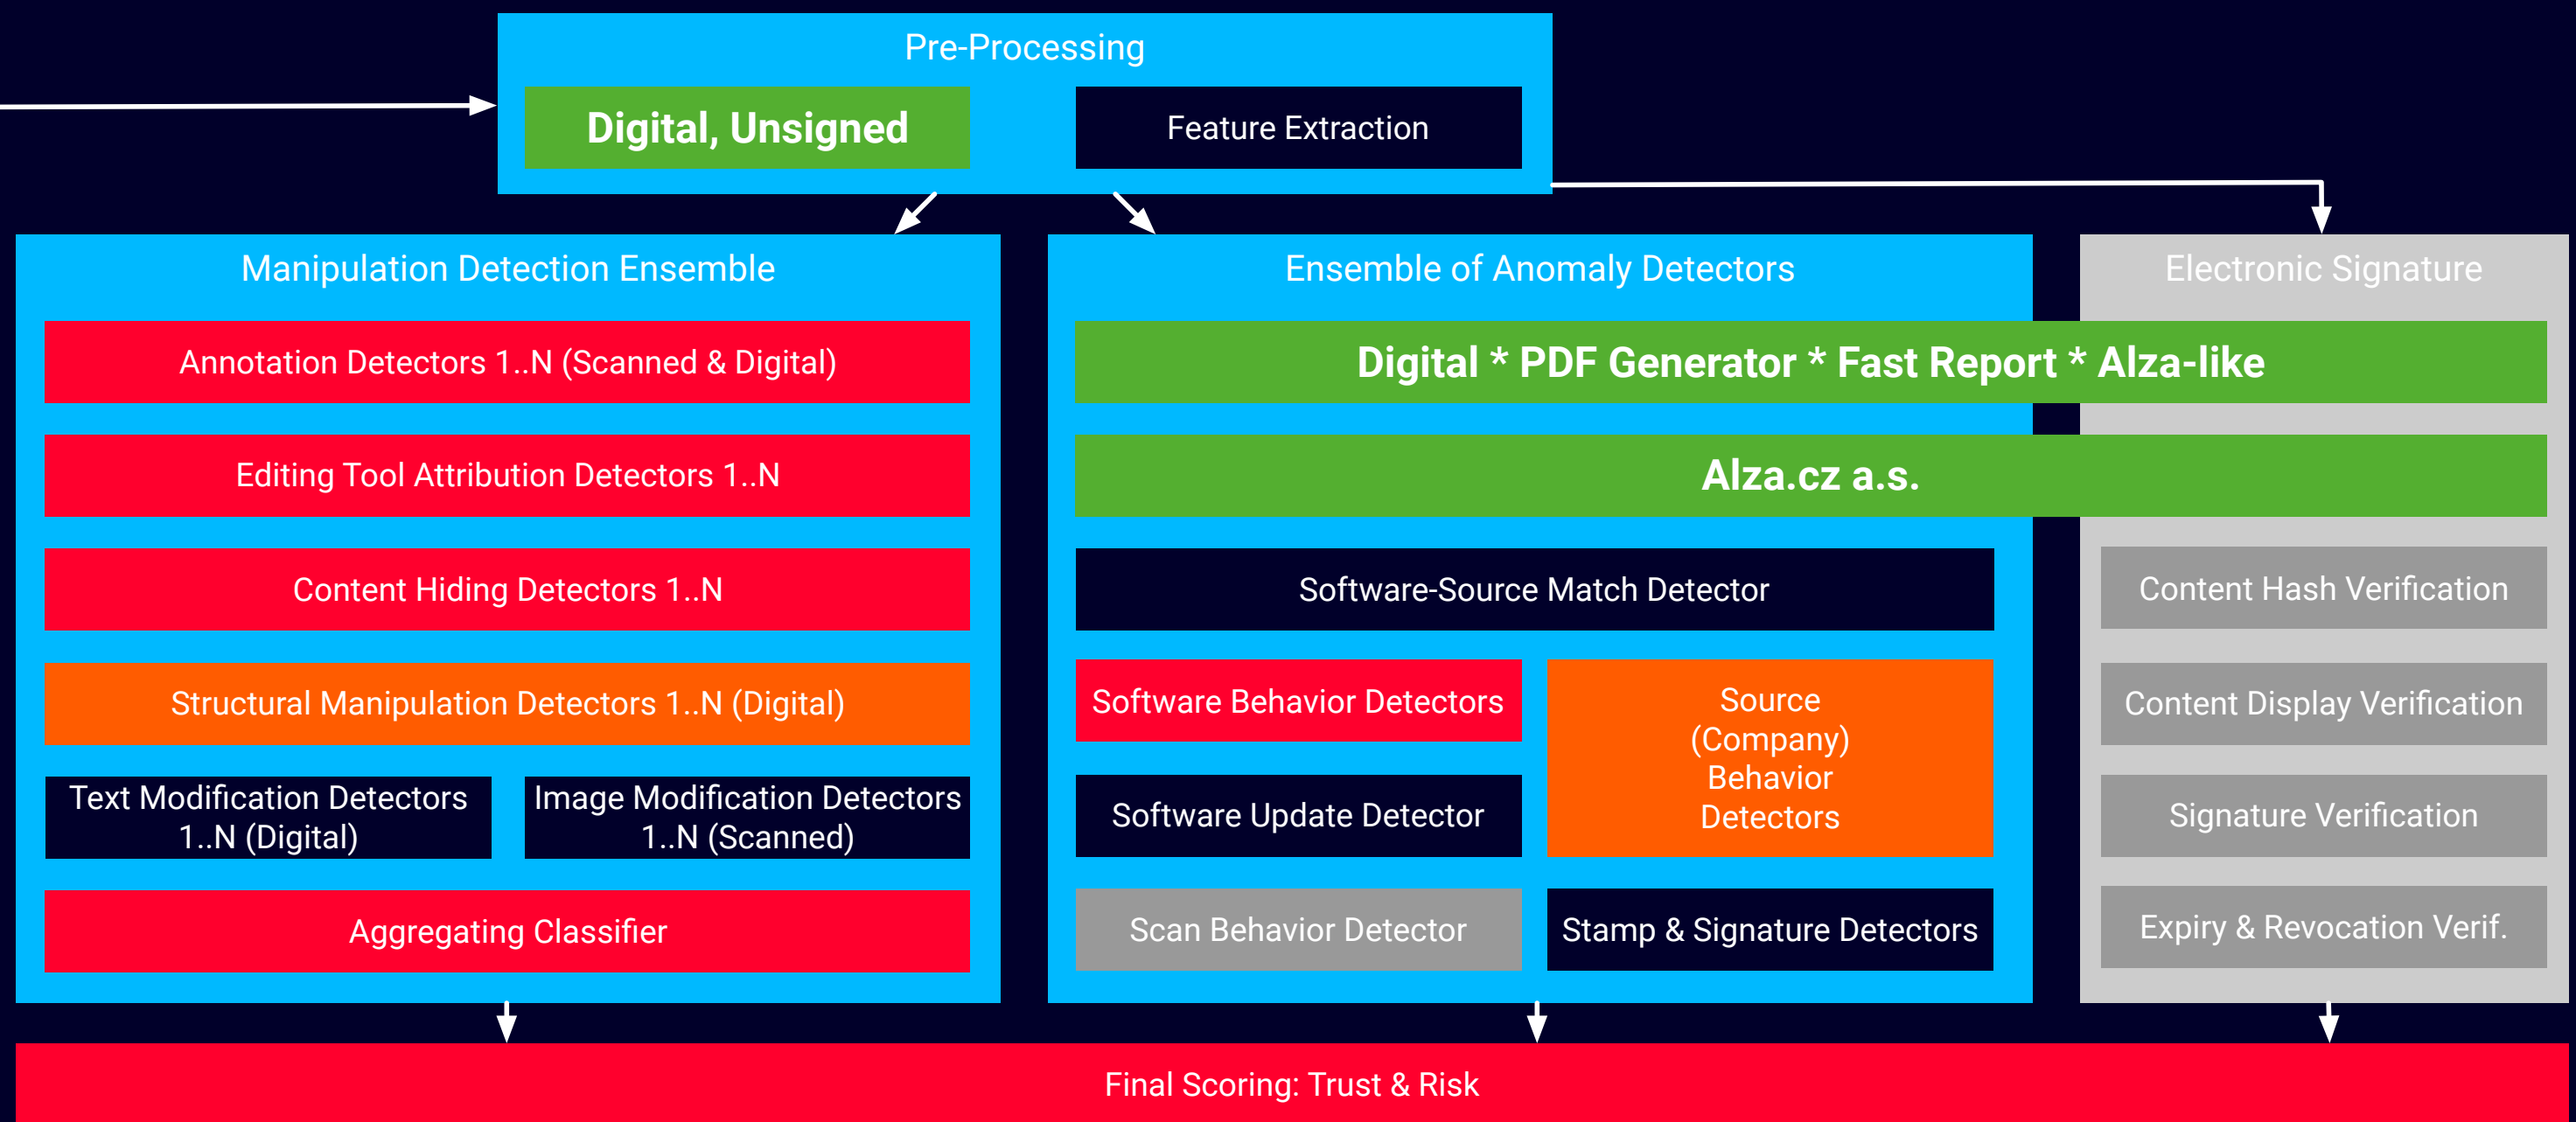 Pre-Processing
Digital, Unsigned
Feature Extraction
Manipulation Detection Ensemble
Annotation Detectors 1..N (Scanned & Digital)
Editing Tool Attribution Detectors 1..N
Content Hiding Detectors 1..N
Structural Manipulation Detectors 1..N (Digital)
Text Modification Detectors
1..N (Digital)
Image Modification Detectors
1..N (Scanned)
Aggregating Classifier
Ensemble of Anomaly Detectors
Digital * PDF Generator * Fast Report * Alza-like
Alza.cz a.s.
Software-Source Match Detector
Software Behavior Detectors
Source
(Company)
Behavior
Detectors
Software Update Detector
Scan Behavior Detector
Stamp & Signature Detectors
Electronic Signature
Content Hash Verification
Content Display Verification
Signature Verification
Expiry & Revocation Verif.
Final Scoring: Trust & Risk